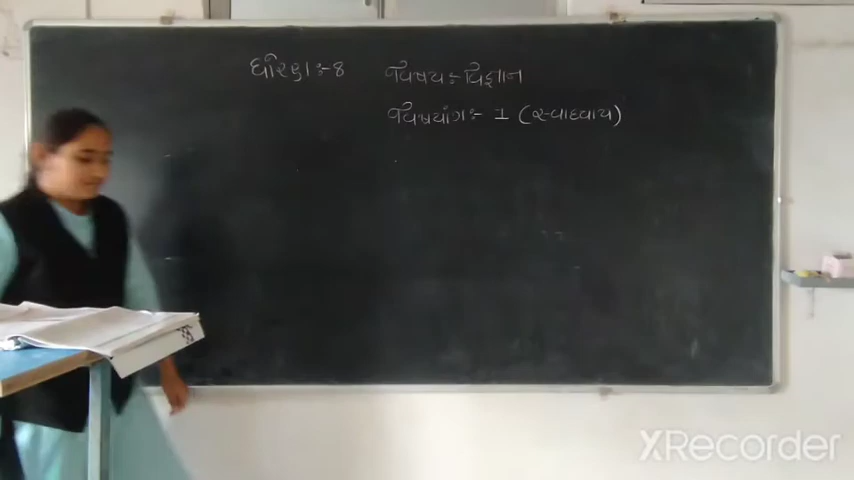 ધોરણ :- 8 વિષય :- વિજ્ઞાન
વિષયાંગ :- 1 (સ્વાધ્યાય)
XRecorder